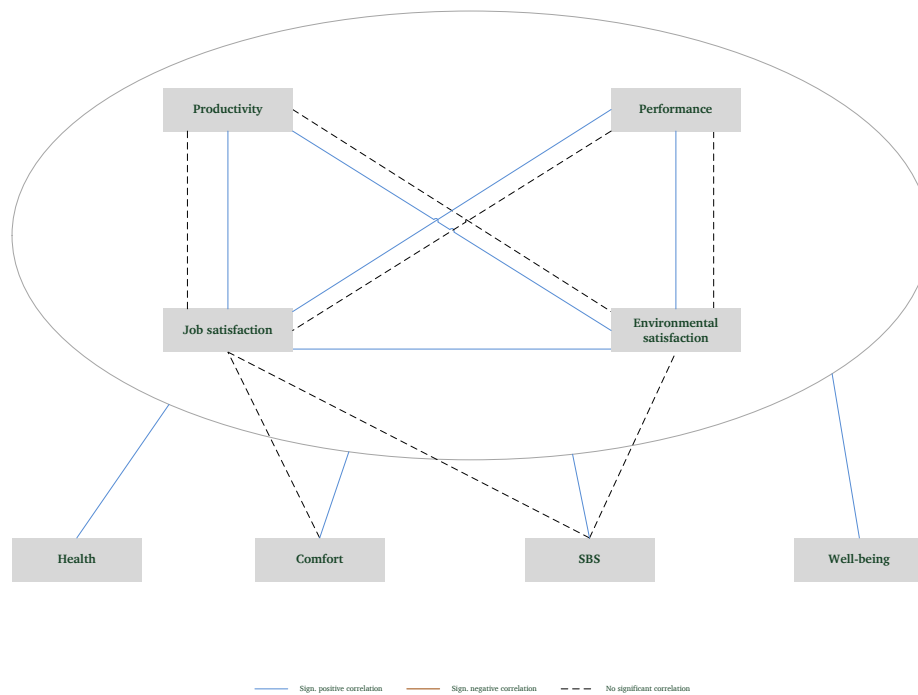 Productivity
Performance
Job satisfaction
Environmental
satisfaction
Health
Comfort
SBS
Well-being
Sign. positive correlation
Sign. negative correlation
No significant correlation